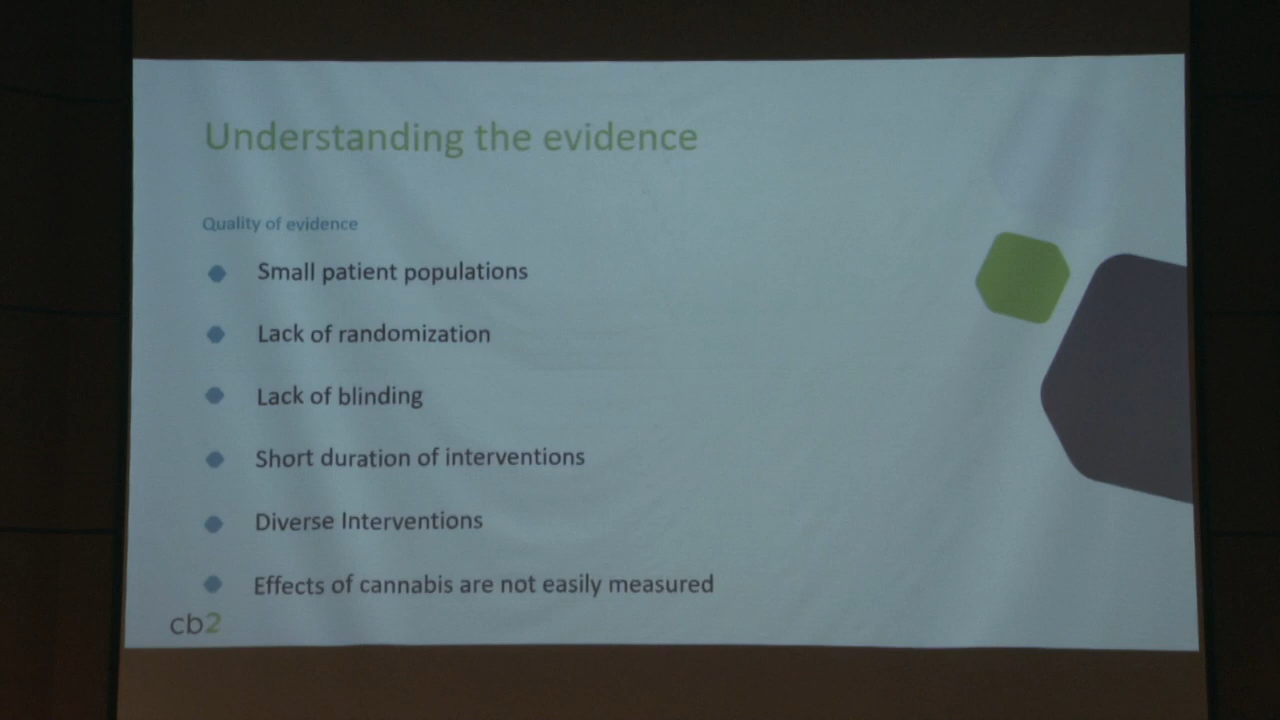 Understanding the evidence
Quality of evidence
Small patient populations
Lack of randomization
Lack of blinding
Short duration of interventions
Diverse Interventions
Effects of cannabis are not easily measured
cb2